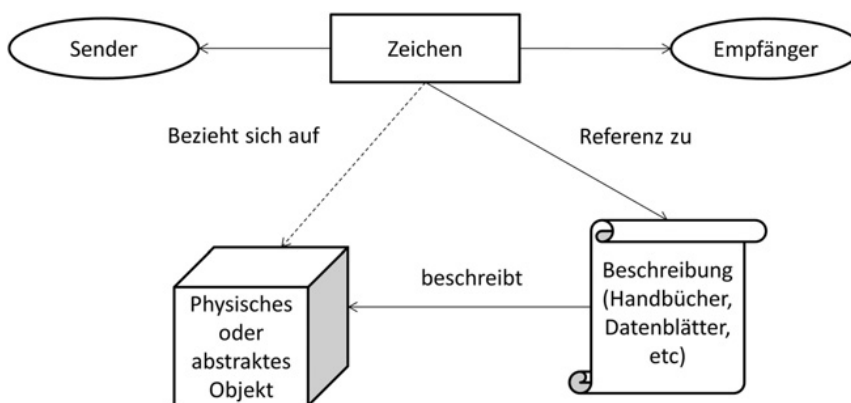 Sender
Zeichen
Empfänger
Bezieht sich auf
Referenz zu
beschreibt
Physisches
oder
abstraktes
Objekt
Beschreibung
(Handbücher,
Datenblätter,
etc)